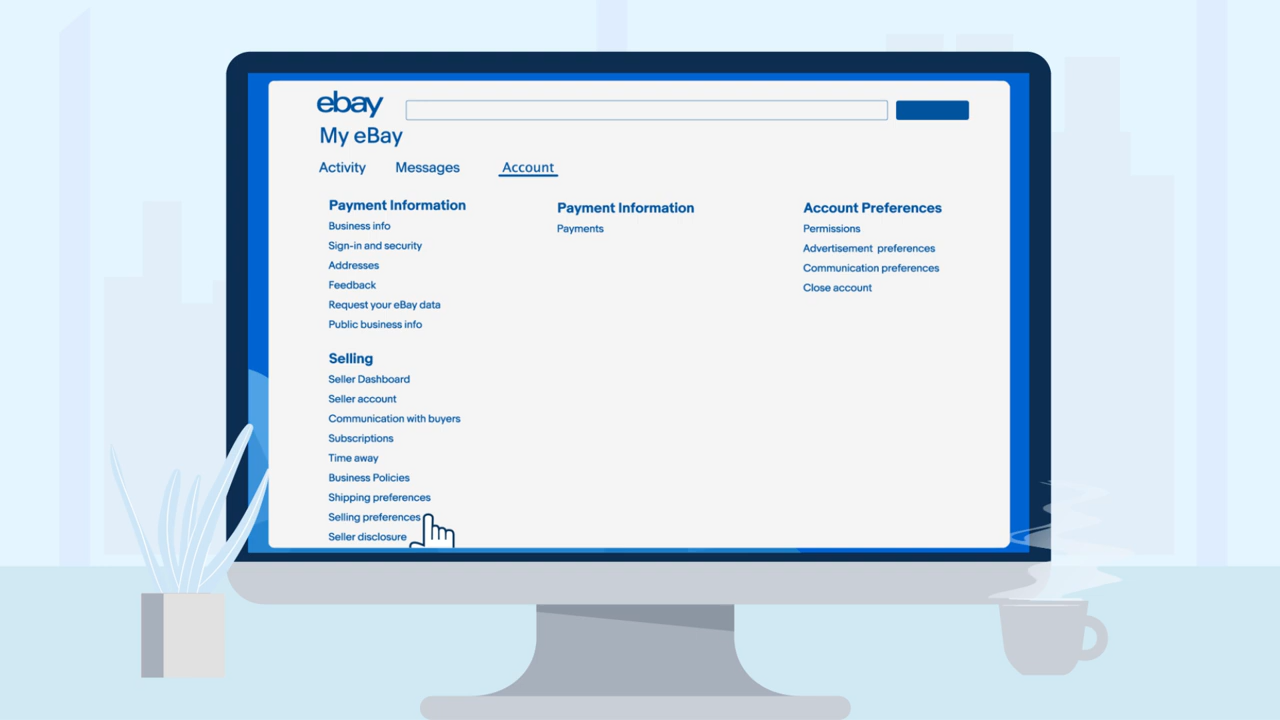 ebay
My eBay
Activity Messages Account
Payment Information
Business info
Sign-in and security
Addresses
Feedback
Request your eBay data
Public business info
Selling
Seller Dashboard
Seller account
Communication with buyers
Subscriptions
Time away
Business Policies
Shipping preferences
Selling preferences
Seller disclosure
Payment Information
Payments
Account Preferences
Permissions
Advertisement preferences
Communication preferences
Close account